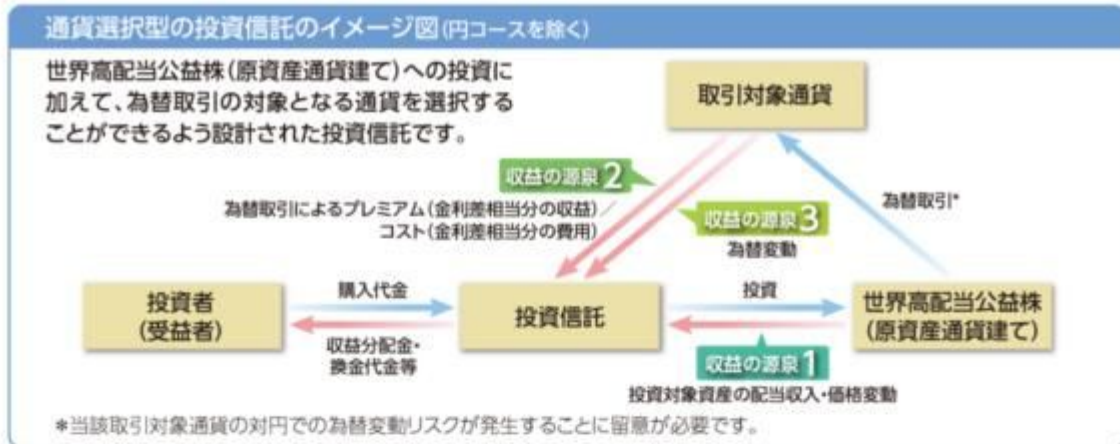 通貨選択型の投資信託のイメージ図(円コースを除く)
世界高配当公益株(原資産通貨建て)への投資に
加えて、為替取引の対象となる通貨を選択する
ことができるよう設計された投資信託です。
取引対象通貨
収益の源泉2
為替取引によるプレミアム(金利差相当分の収益)/
コスト(金利差相当分の費用)
収益の源泉3
為替変動
為替取引*
投資者
(受益者)
購入代金
収益分配金・
換金代金等
投資信託
投資
世界高配当公益株
(原資産通貨建て)
収益の源泉1
投資対象資産の配当収入・価格変動
*当該取引対象通貨の対円での為替変動リスクが発生することに留意が必要です。